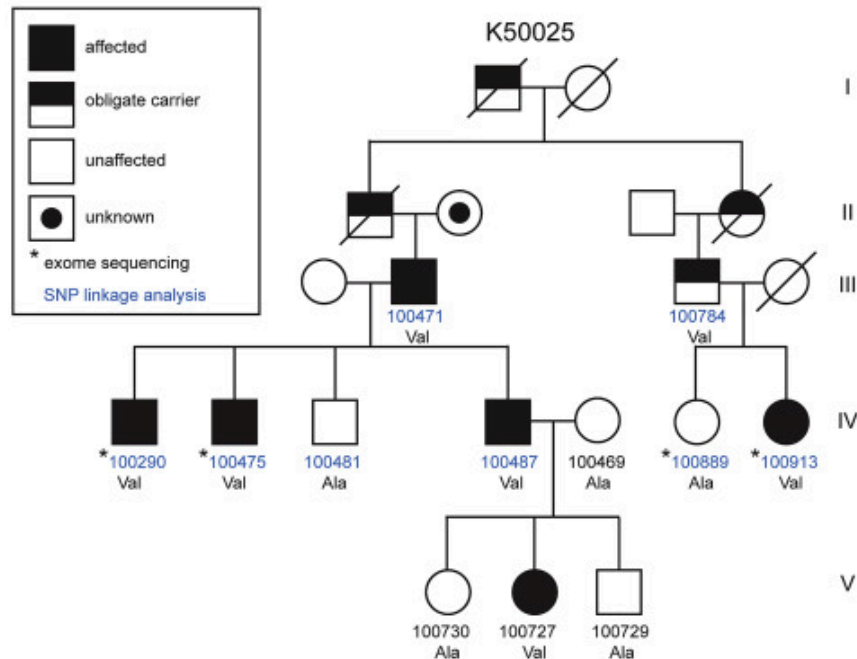 K50025
affected
obligate carrier
unaffected
unknown
* exome sequencing
SNP linkage analysis
I
II
III
100471
Val
100784
Val
IV
*100290
Val
*100475
Val
100481
Ala
100487
Val
100469
Ala
*100889
Ala
*100913
Val
V
100730
Ala
100727
Val
100729
Ala